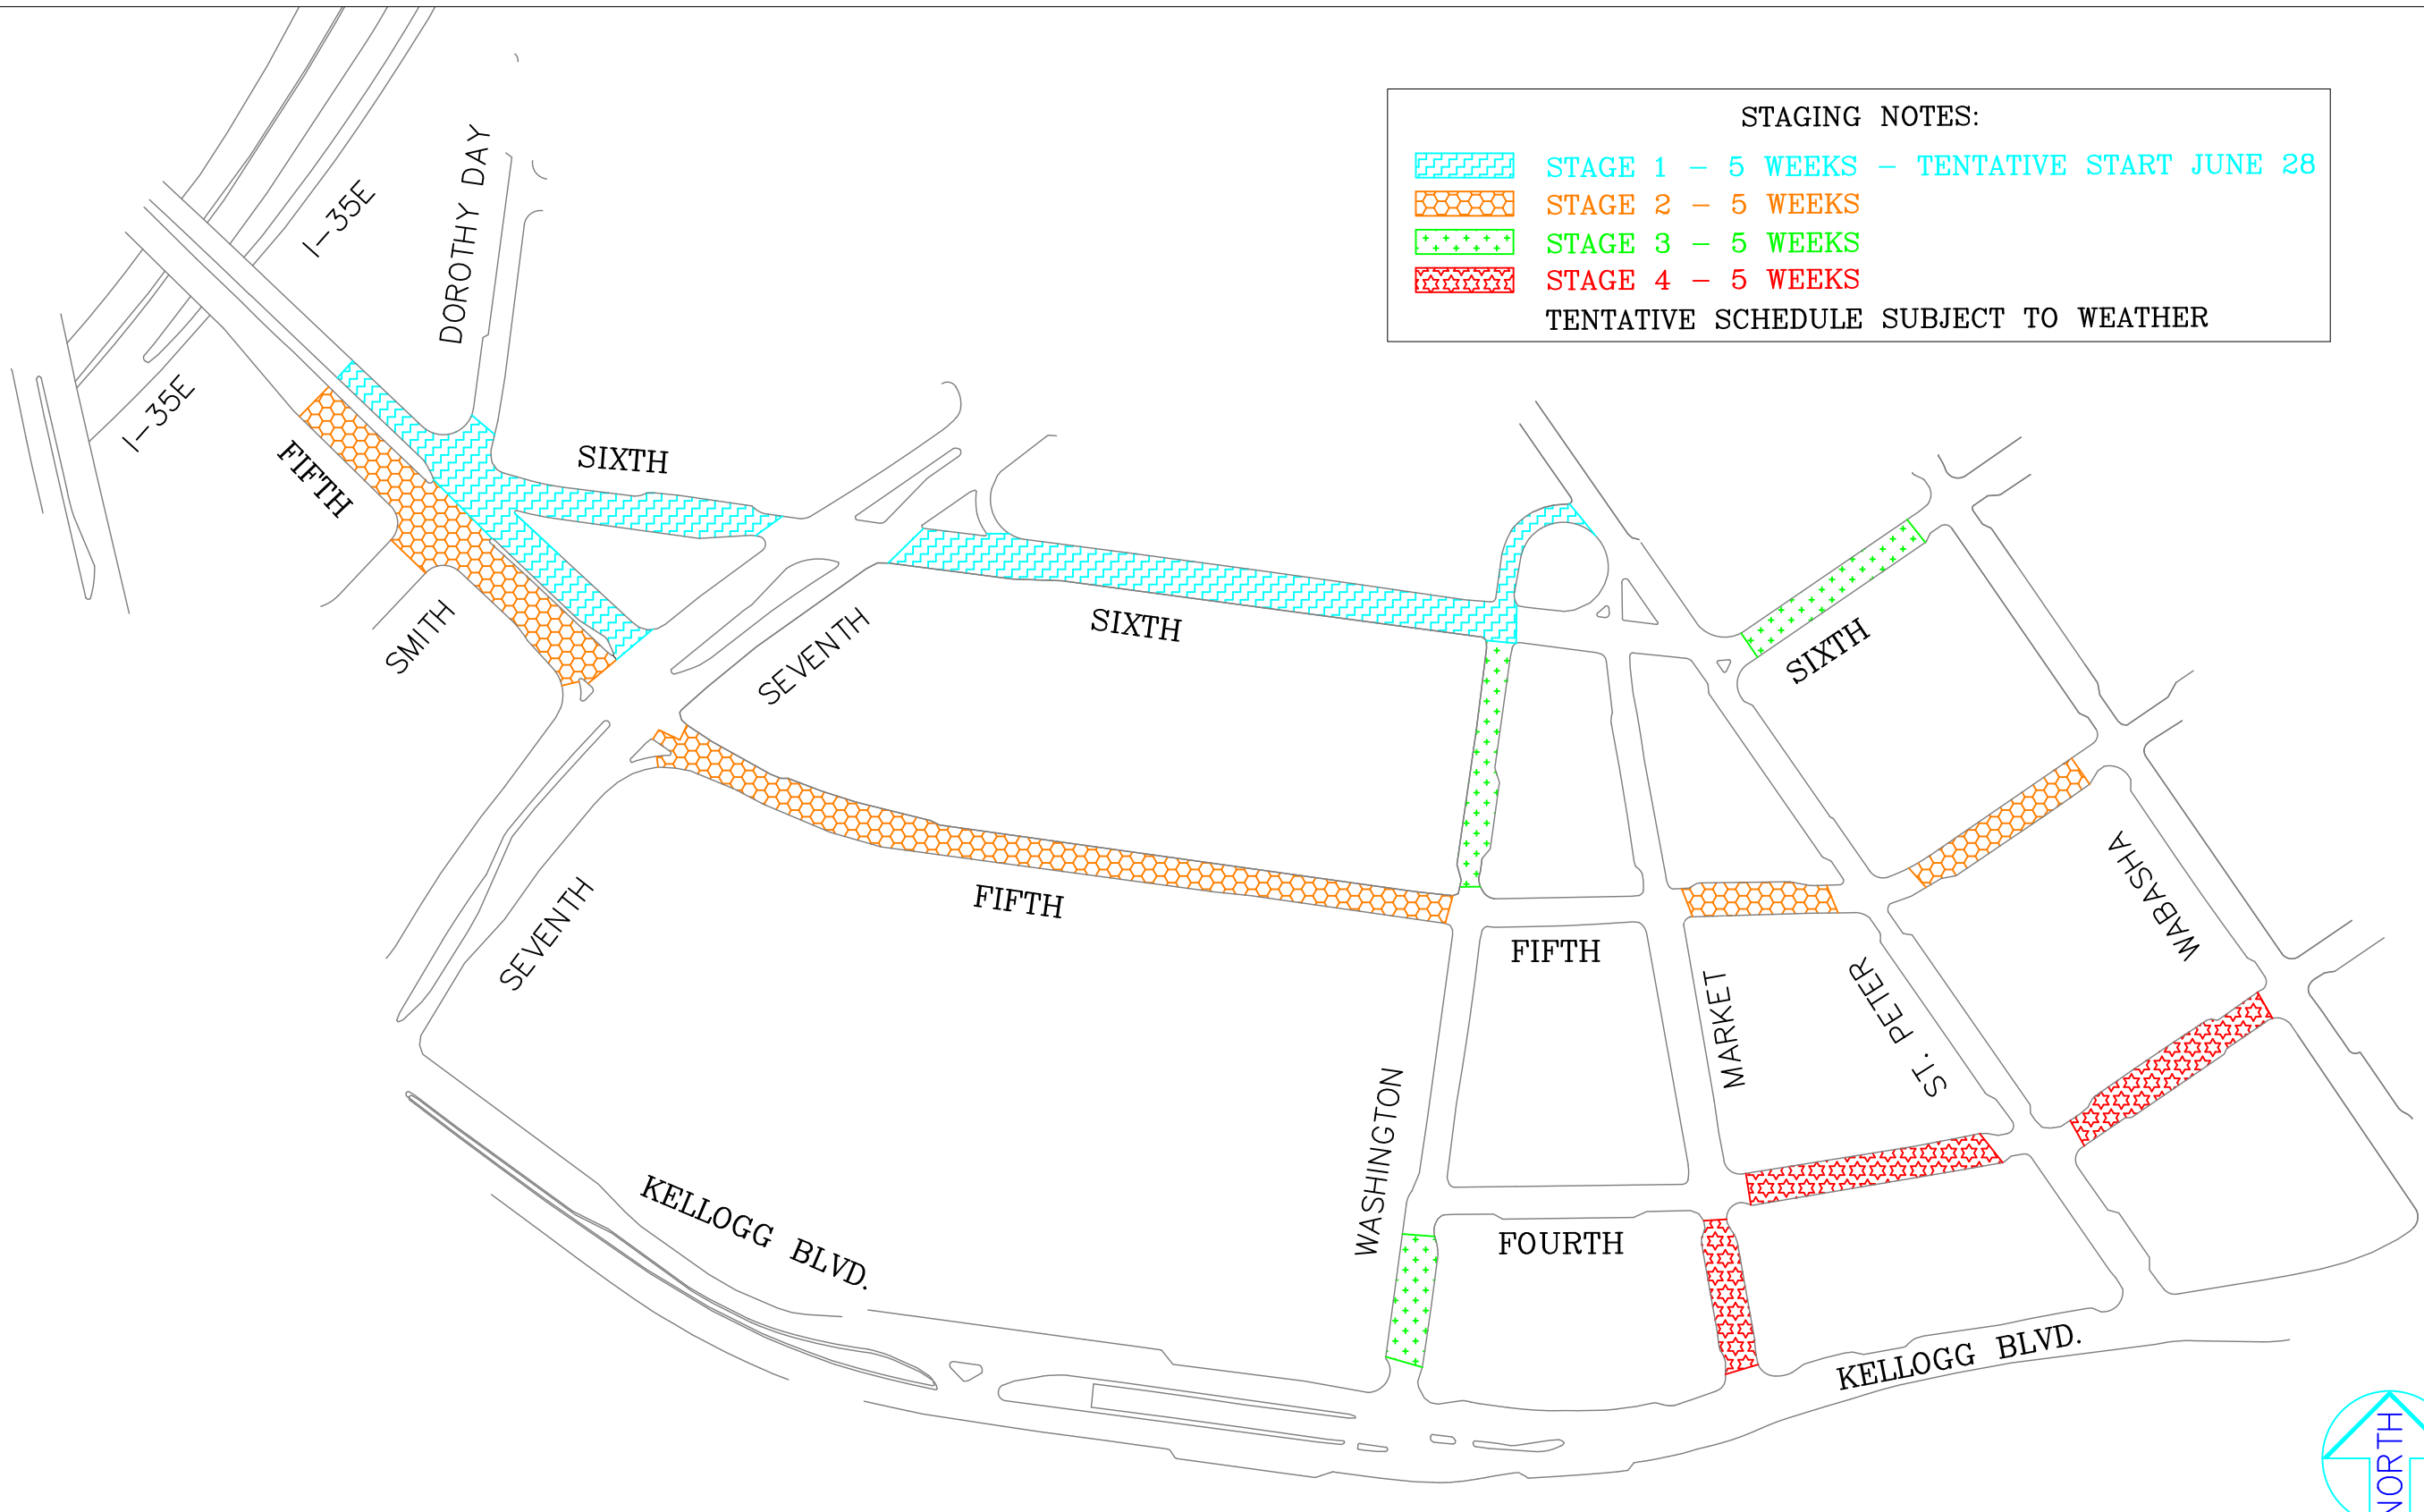 STAGING NOTES:
STAGE 1 - 5 WEEKS - TENTATIVE START JUNE 28
STAGE 2 - 5 WEEKS
STAGE 3 - 5 WEEKS
STAGE 4 - 5 WEEKS
TENTATIVE SCHEDULE SUBJECT TO WEATHER
I-35E
DOROTHY DAY
I-35E
FIFTH
SIXTH
SMITH
SEVENTH
SIXTH
SIXTH
SEVENTH
FIFTH
FIFTH
MARKET
ST. PETER
WABASHA
WASHINGTON
KELLOGG BLVD.
FOURTH
KELLOGG BLVD.
NORTH